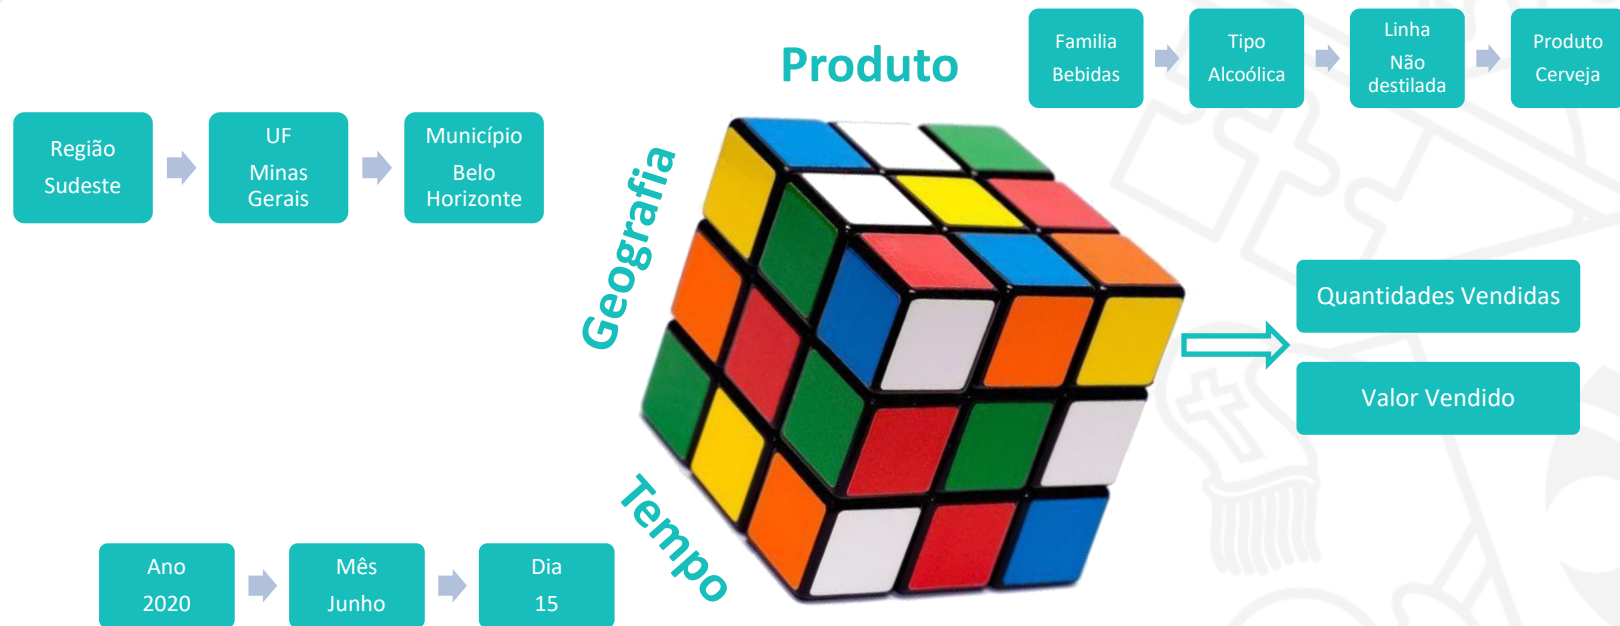 Produto
Familia
Bebidas
Tipo
Alcoólica
Linha
Não
destilada
Produto
Cerveja
Região
Sudeste
UF
Minas
Gerais
Município
Belo
Horizonte
Geografia
Quantidades Vendidas
Valor Vendido
Tempo
Ano
2020
Mês
Junho
Dia
15